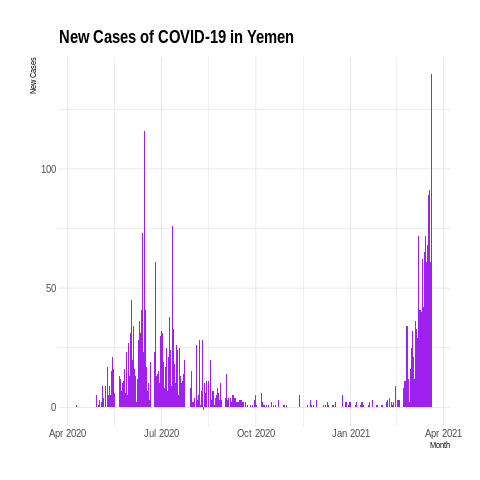 New Cases of COVID-19 in Yemen
New Cases
100
50
0
Apr 2020
Jul 2020
Oct 2020
Jan 2021
Apr 2021
Month